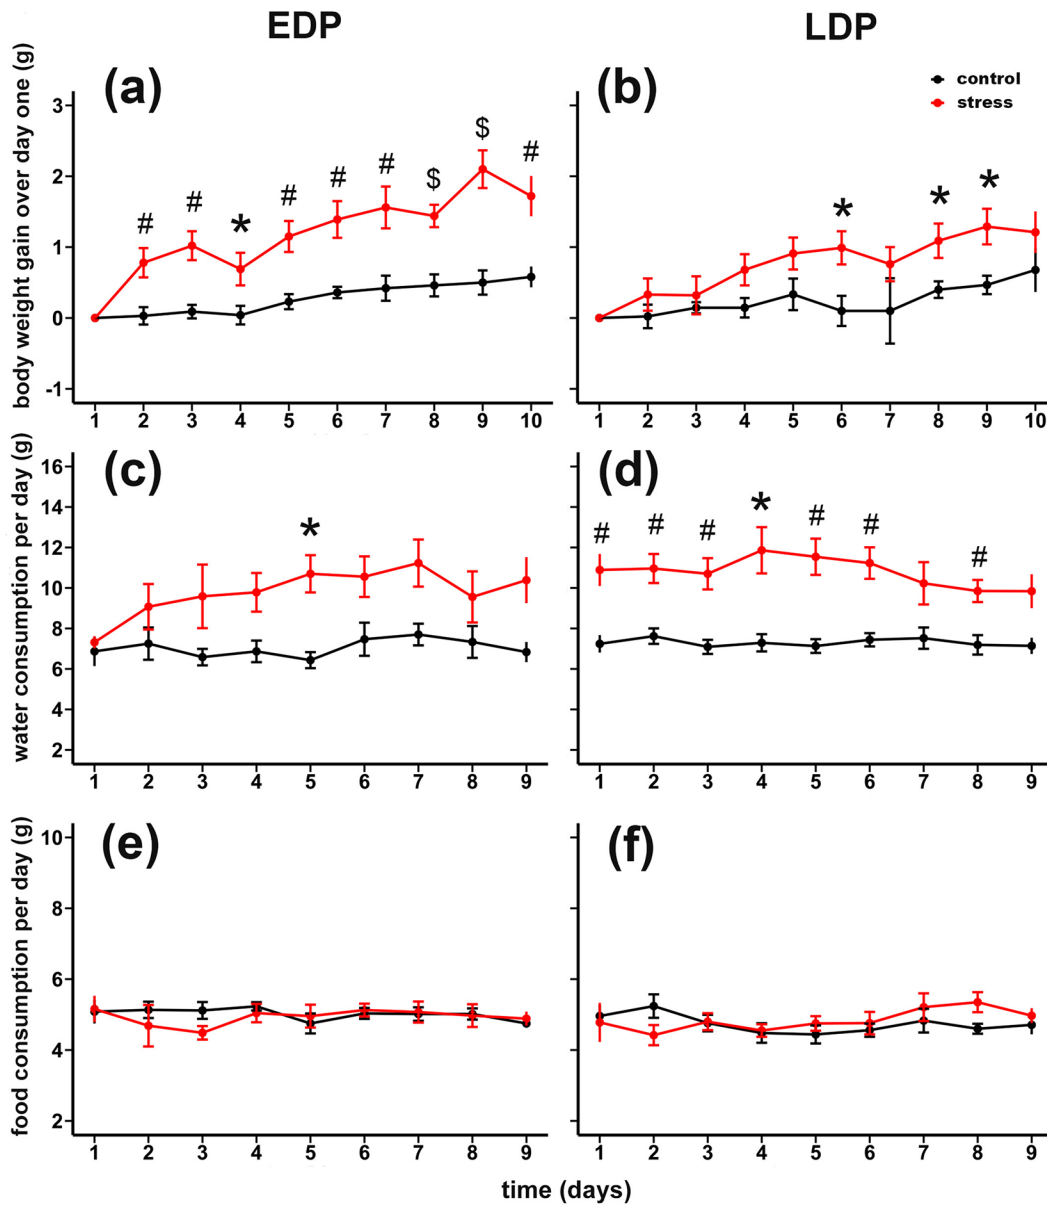 EDP LDP
body weight gain over day one (g)
(a) (b)
control
stress
3
2
1
0
-1
# # * # # # $ $ #
* * *
1 2 3 4 5 6 7 8 9 10
1 2 3 4 5 6 7 8 9 10
water consumption per day (g)
(c) (d)
16
14
12
10
8
6
4
2
*
# # # * # # #
1 2 3 4 5 6 7 8 9
1 2 3 4 5 6 7 8 9
food consumption per day (g)
(e) (f)
10
8
6
4
2
1 2 3 4 5 6 7 8 9
1 2 3 4 5 6 7 8 9
time (days)